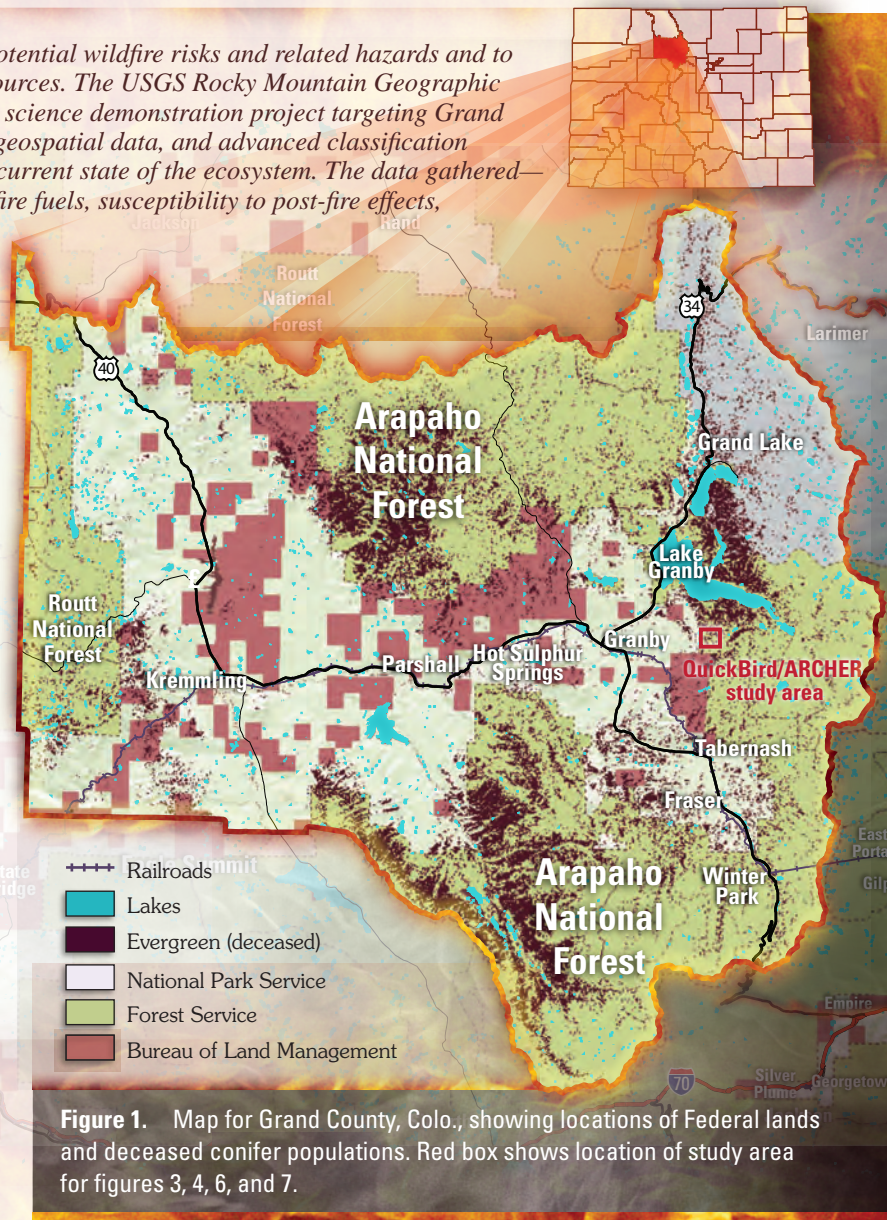 otential wildfire risks and related hazards and to
ources. The USGS Rocky Mountain Geographic
science demonstration project targeting Grand
geospatial data, and advanced classification
current state of the ecosystem. The data gathered—
fire fuels, susceptibility to post-fire effects,
Jackson
Rand
Routt
National
Forest
34
Larimer
40
Arapaho
National
Forest
Grand Lake
Lake
Granby
Routt
National
Forest
Granby
Hot Sulphur
Springs
Parshall
Kremmling
QuickBird/ARCHER
study area
Tabernash
Fraser
Winter
Park
Arapaho
National
Forest
East
Porta
Gilp
Eagle
Summit
tate
idge
Railroads
Lakes
Evergreen (deceased)
National Park Service
Forest Service
Bureau of Land Management
Empire
70
Silver
Plume
Georgetow
Figure 1. Map for Grand County, Colo., showing locations of Federal lands
and deceased conifer populations. Red box shows location of study area
for figures 3, 4, 6, and 7.